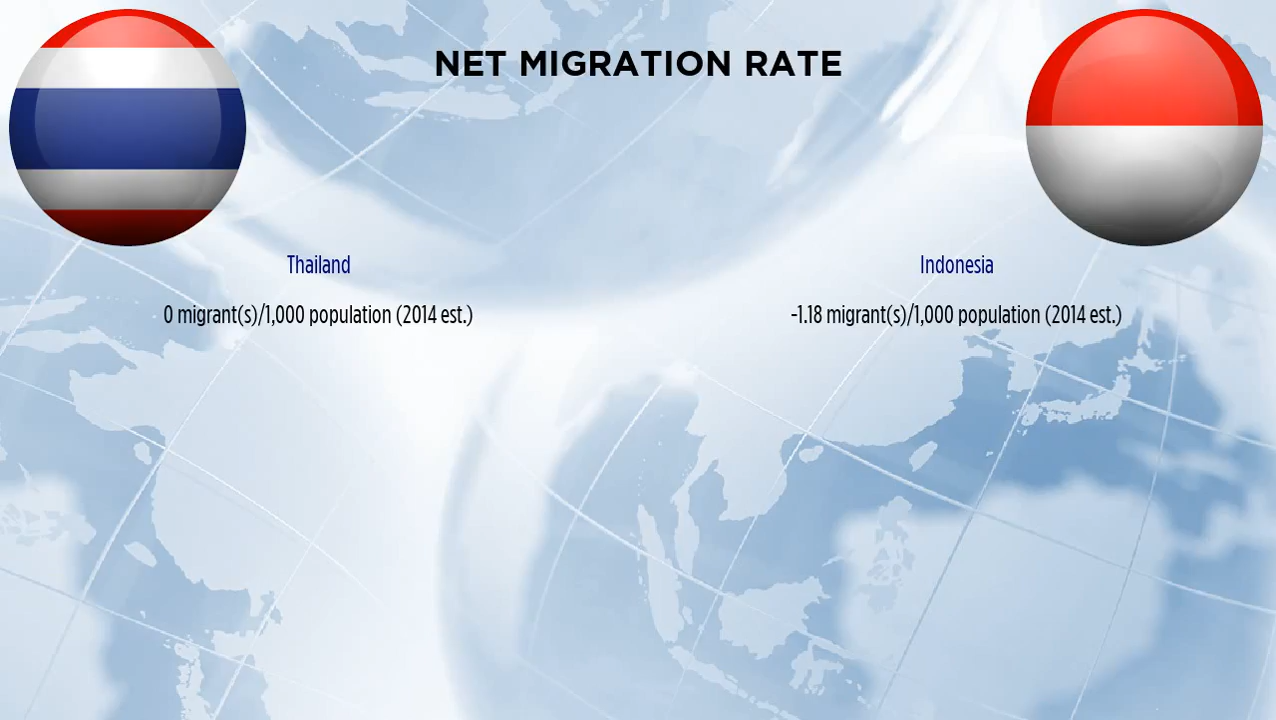 NET MIGRATION RATE
Thailand
Indonesia
0 migrant(s)/1,000 population (2014 est.)
-1.18 migrant(s)/1,000 population (2014 est.)